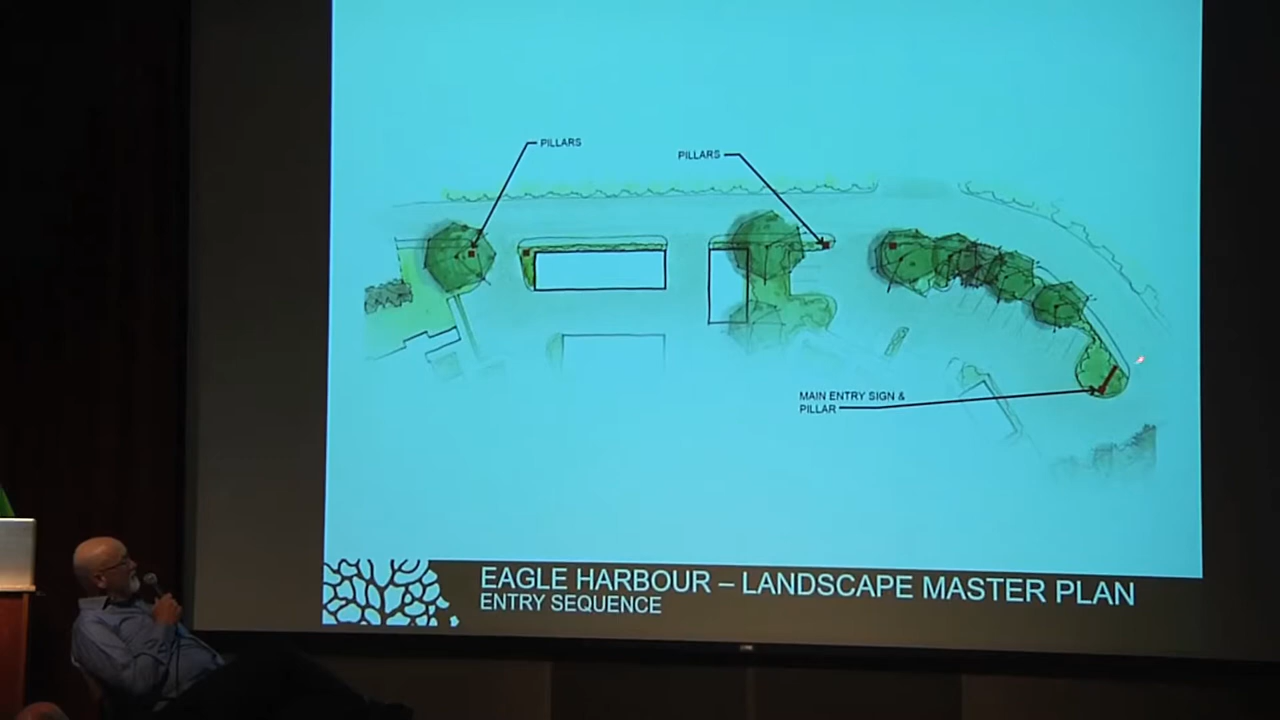 PILLARS
PILLARS
MAIN ENTRY SIGN &
PILLAR
EAGLE HARBOUR – LANDSCAPE MASTER PLAN
ENTRY SEQUENCE